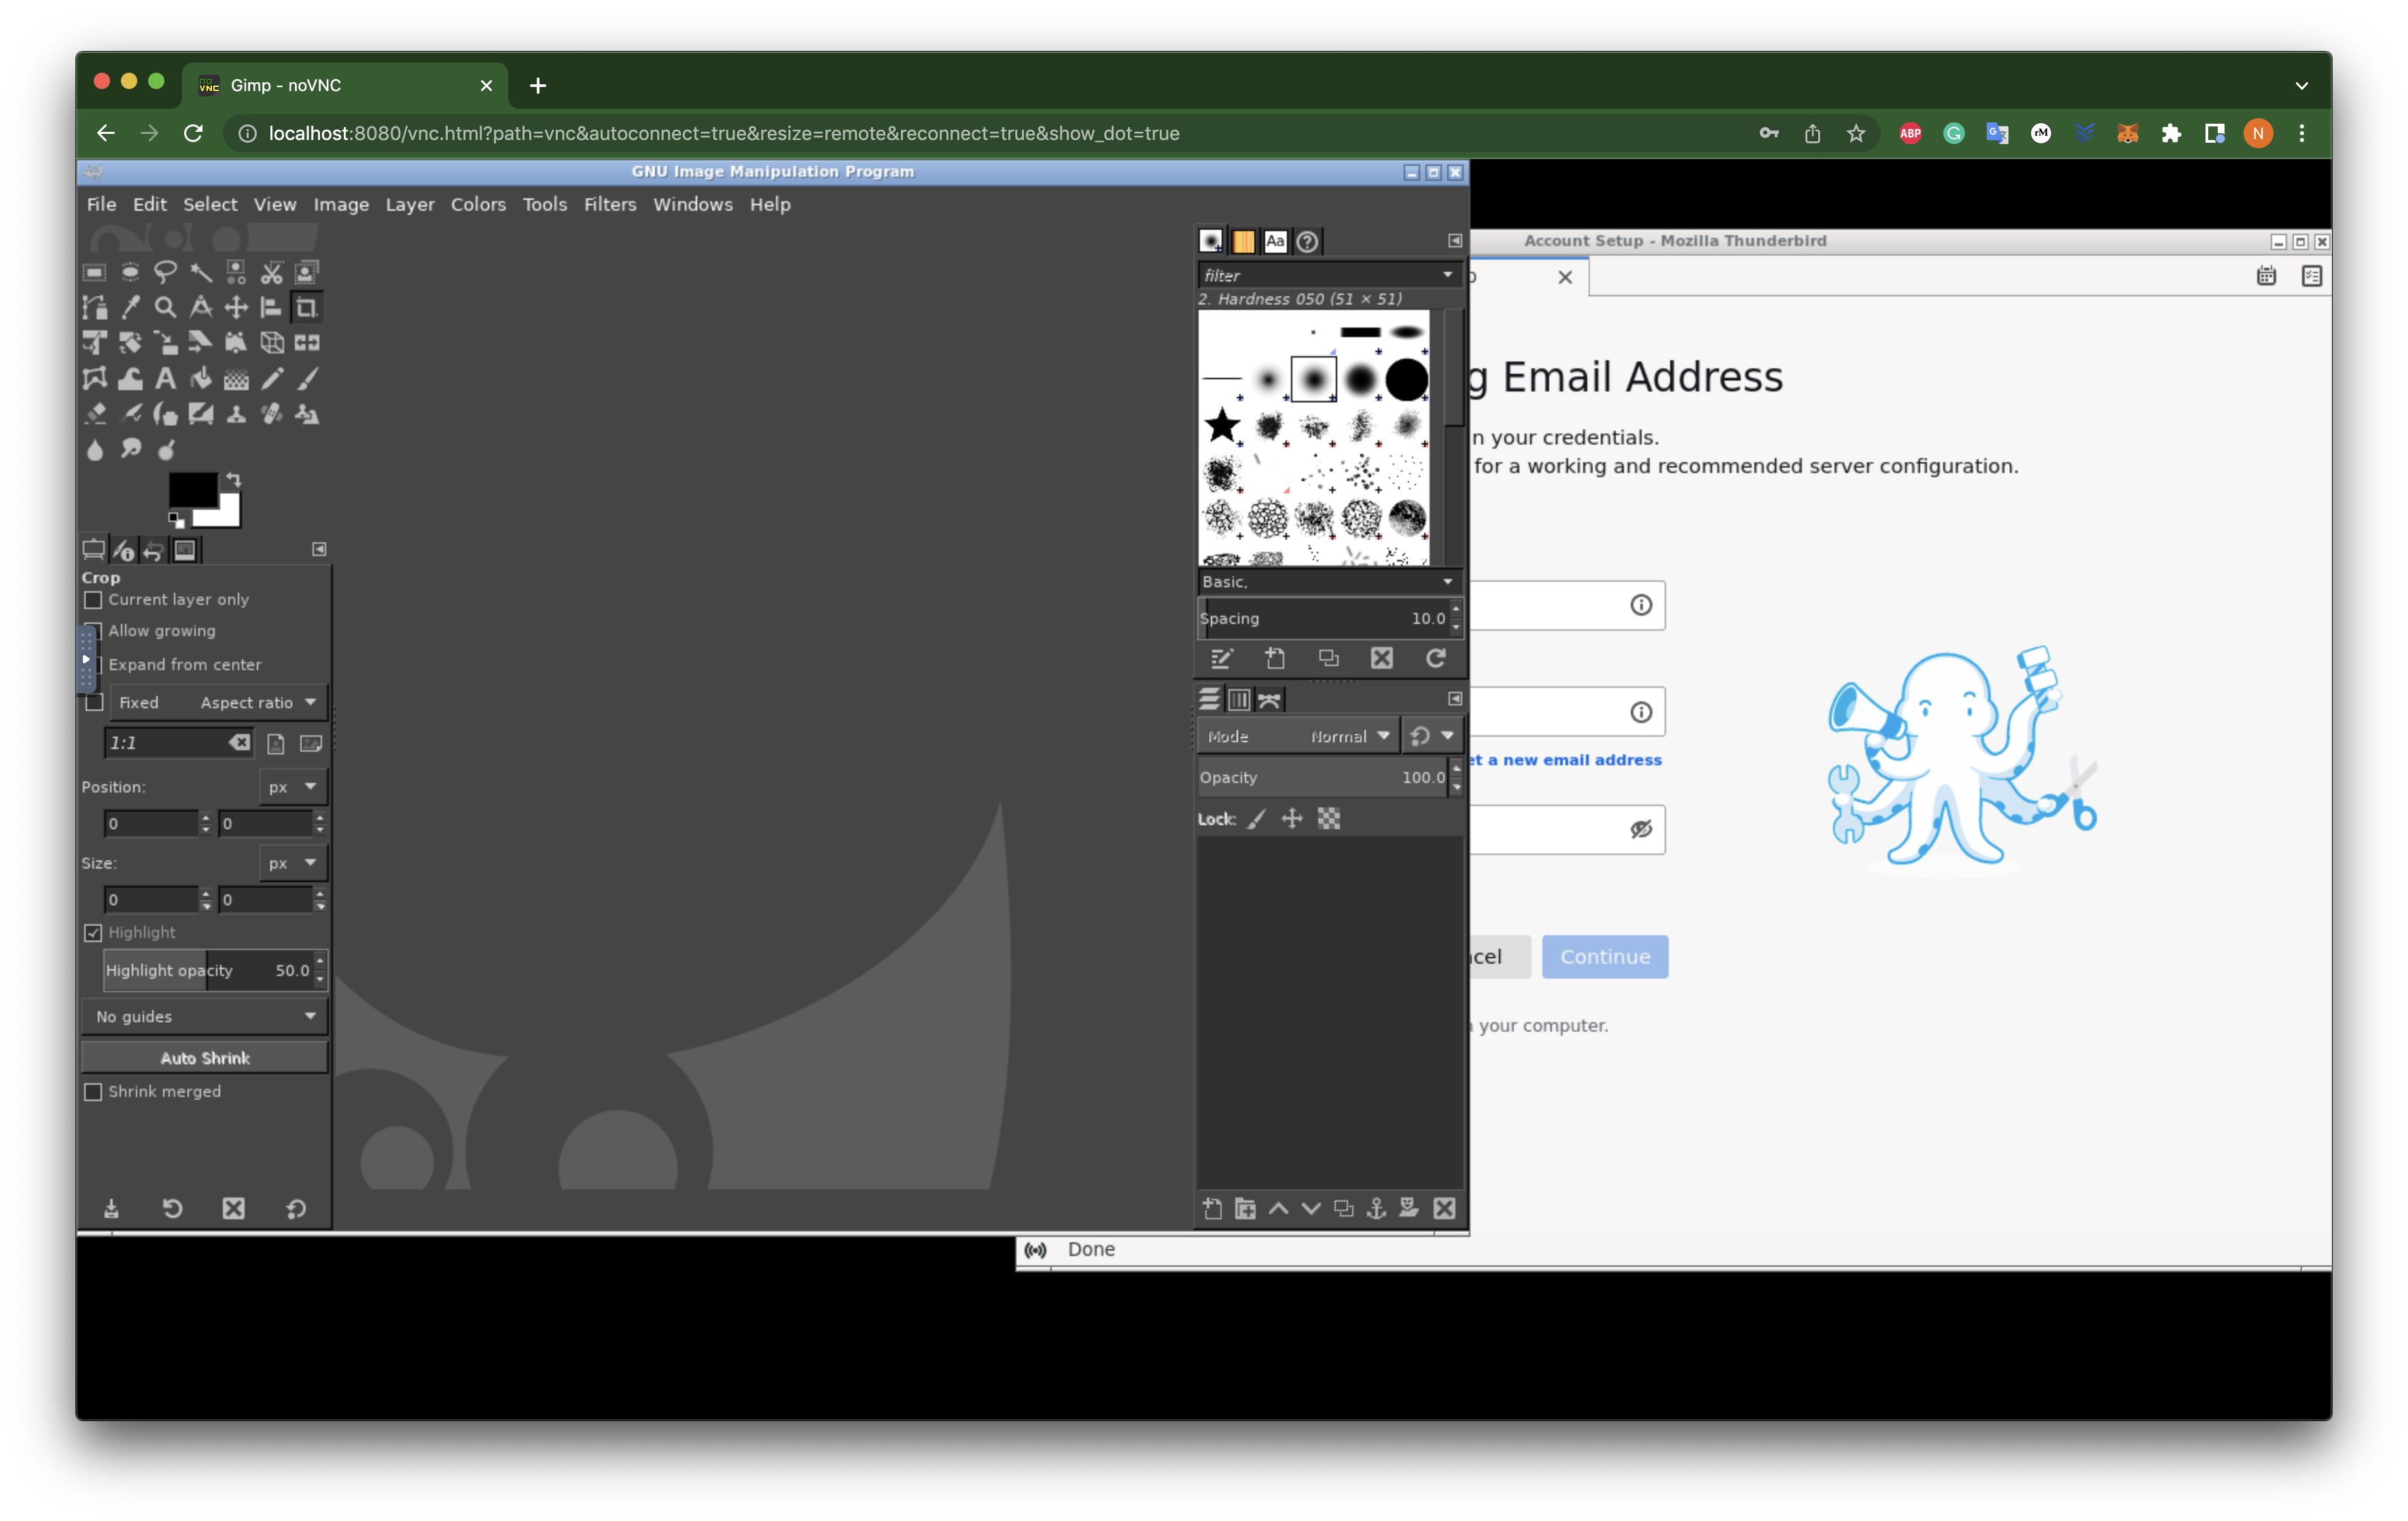 Gimp - noVNC
localhost:8080/vnc.html?path=vnc&autoconnect=true&resize=remote&reconnect=true&show_dot=true
ABP
N
GNU Image Manipulation Program
File Edit Select View Image Layer Colors Tools Filters Windows Help
Account Setup - Mozilla Thunderbird
Aa
filter
2. Hardness 050 (51 × 51)
g Email Address
n your credentials.
for a working and recommended server configuration.
Crop
Current layer only
Allow growing
Expand from center
Fixed Aspect ratio
1:1
Position: px
0 0
Size: px
0 0
Highlight
Highlight opacity 50.0
No guides
Auto Shrink
Shrink merged
Basic,
Spacing 10.0
Mode Normal
Opacity 100.0
Lock:
et a new email address
ncel Continue
your computer.
Done